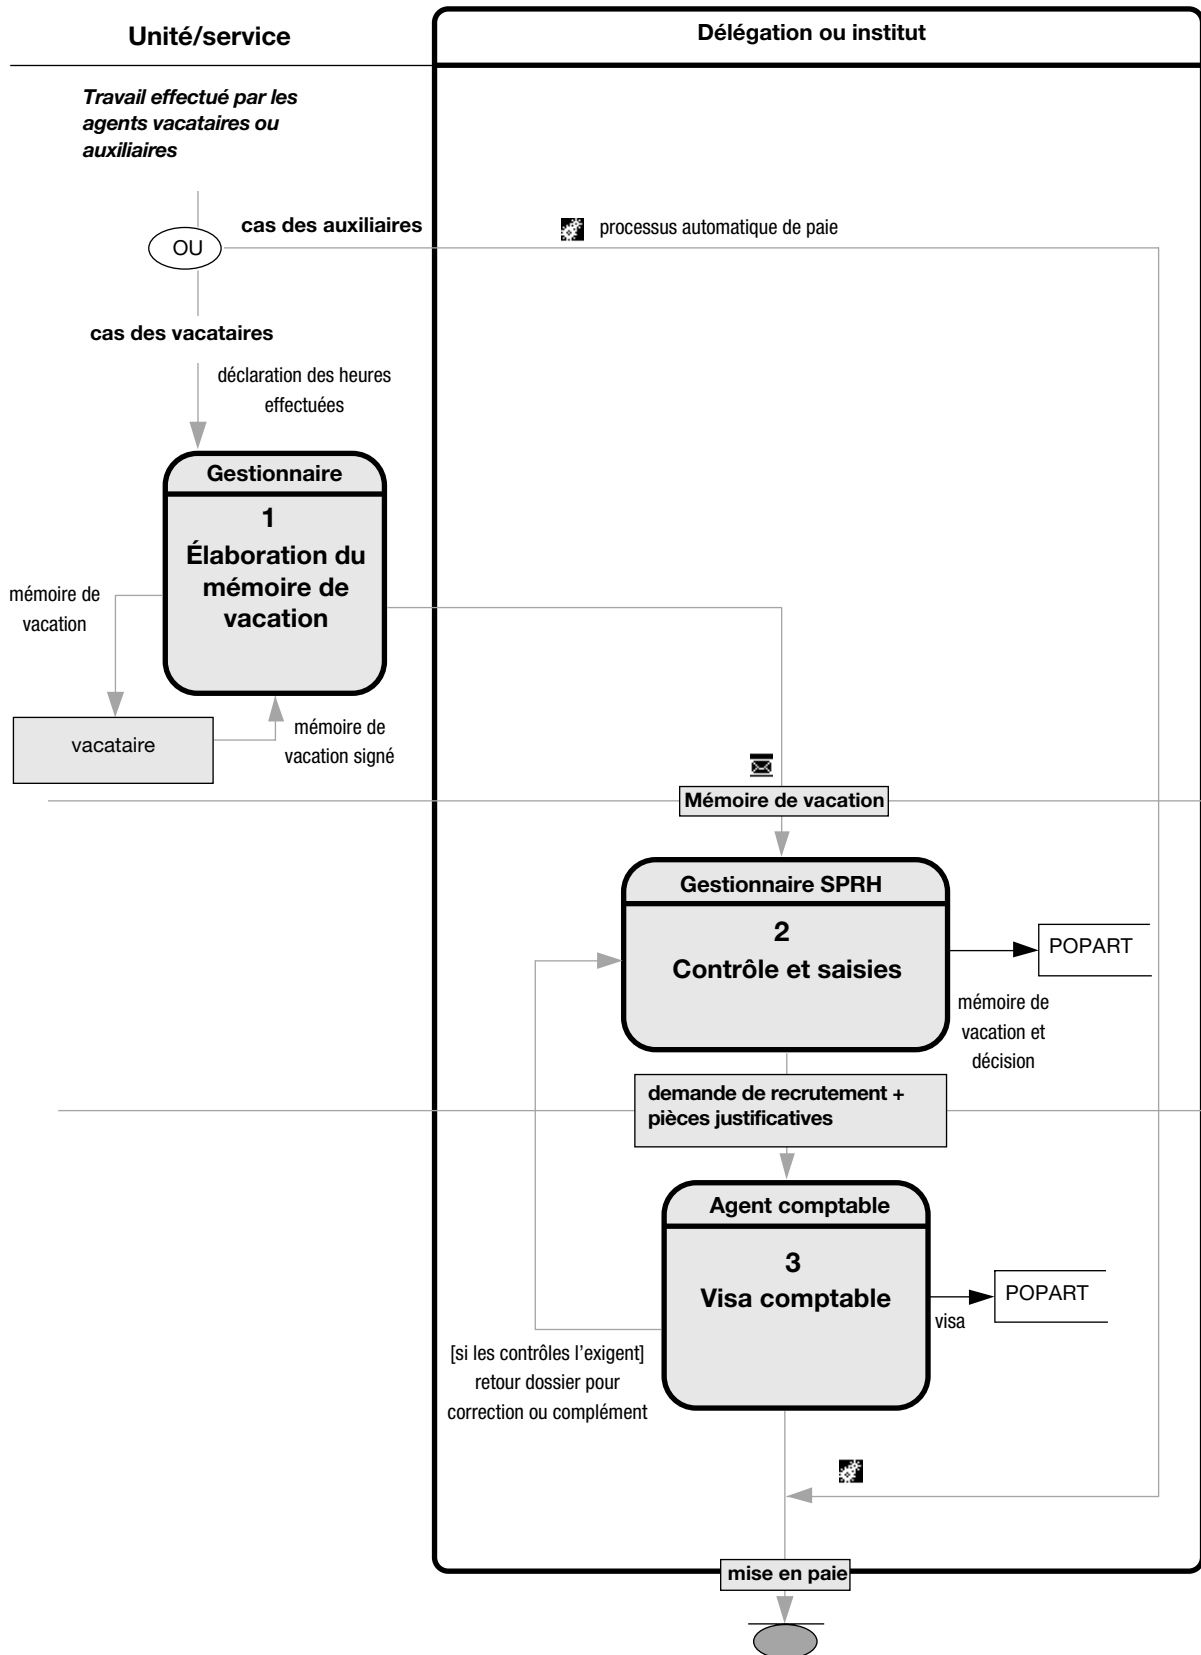 Unité/service
Délégation ou institut
Travail effectué par les
agents vacataires ou
auxiliaires
cas des auxiliaires
processus automatique de paie
OU
cas des vacataires
déclaration des heures
effectuées
Gestionnaire
1
Élaboration du
mémoire de
vacation
mémoire de
vacation
vacataire
mémoire de
vacation signé
Mémoire de vacation
Gestionnaire SPRH
2
Contrôle et saisies
POPART
mémoire de
vacation et
décision
demande de recrutement +
pièces justificatives
Agent comptable
3
Visa comptable
POPART
visa
[si les contrôles l’exigent]
retour dossier pour
correction ou complément
mise en paie